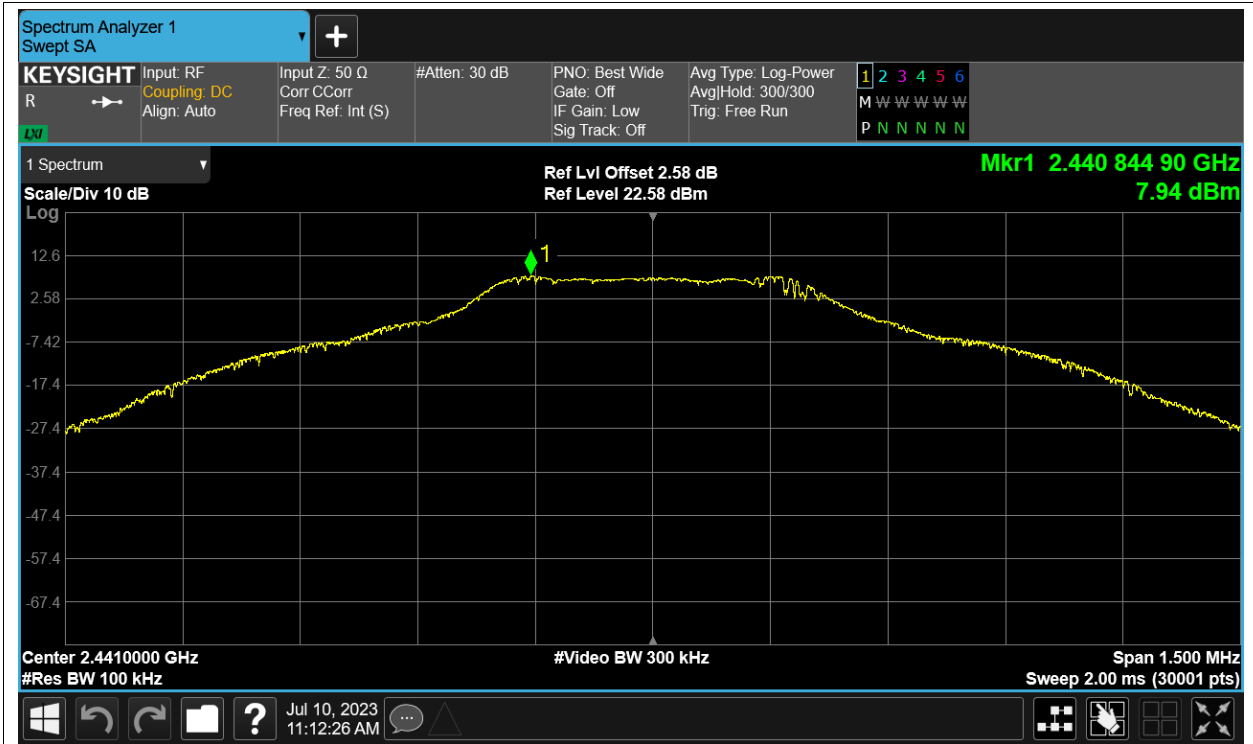 Spectrum Analyzer 1
Swept SA
+
KEYSIGHT
R
LXI
Input: RF
Coupling: DC
Align: Auto
Input Z: 50 Ω
Corr CCorr
Freq Ref: Int (S)
#Atten: 30 dB
PNO: Best Wide
Gate: Off
IF Gain: Low
Sig Track: Off
Avg Type: Log-Power
Avg|Hold: 300/300
Trig: Free Run
1 2 3 4 5 6
M W W W W W
P N N N N N
1 Spectrum
Scale/Div 10 dB
Log
Ref Lvl Offset 2.58 dB
Ref Level 22.58 dBm
Mkr1 2.440 844 90 GHz
7.94 dBm
1
12.6
2.58
-7.42
-17.4
-27.4
-37.4
-47.4
-57.4
-67.4
Center 2.4410000 GHz
#Res BW 100 kHz
#Video BW 300 kHz
Span 1.500 MHz
Sweep 2.00 ms (30001 pts)
?
Jul 10, 2023
11:12:26 AM